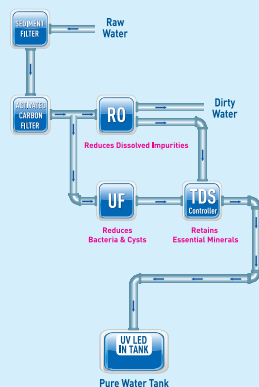 SEDIMENT
FILTER
Raw
Water
ACTIVATED
CARBON
FILTER
RO
Dirty
Water
Reduces Dissolved Impurities
UF
TDS
Controller
Reduces
Bacteria & Cysts
Retains
Essential Minerals
UV LED
IN TANK
Pure Water Tank